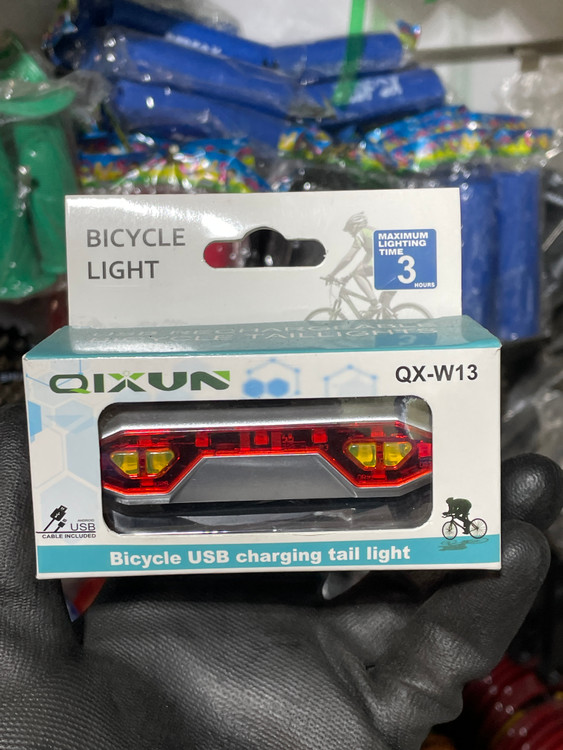 BICYCLE
LIGHT
MAXIMUM
LIGHTING
TIME
3
HOURS
QIXUN
QX-W13
USB
CABLE INCLUDED
Bicycle USB charging tail light